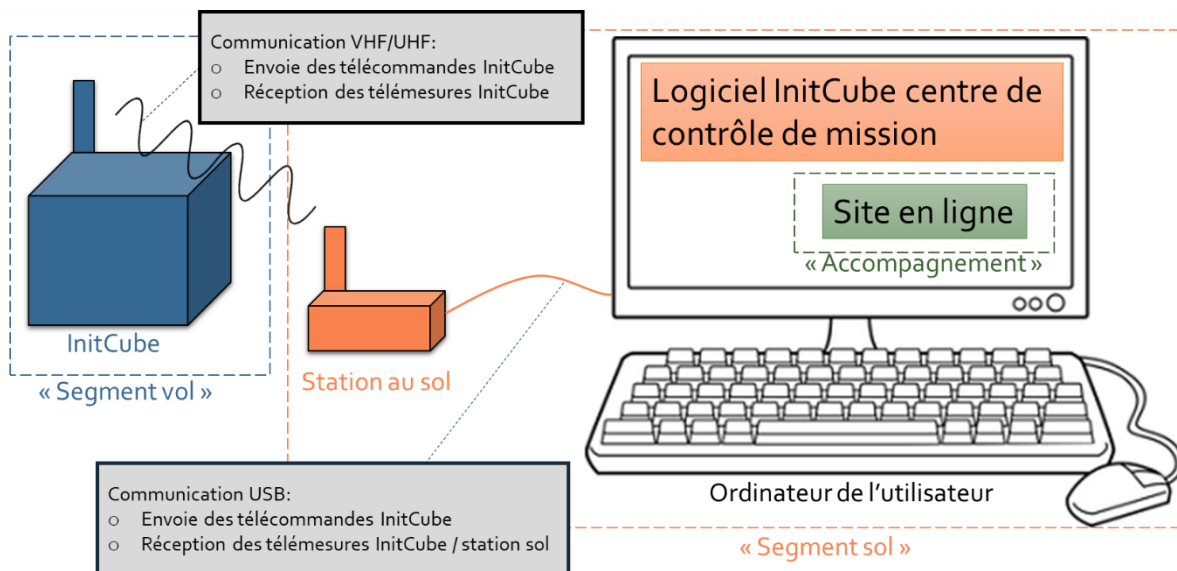 Communication VHF/UHF:
o Envoie des télécommandes InitCube
o Réception des télémesures InitCube
Logiciel InitCube centre de
contrôle de mission
Site en ligne
« Accompagnement »
InitCube
« Segment vol »
Station au sol
Communication USB:
o Envoie des télécommandes InitCube
o Réception des télémesures InitCube / station sol
Ordinateur de l'utilisateur
« Segment sol »